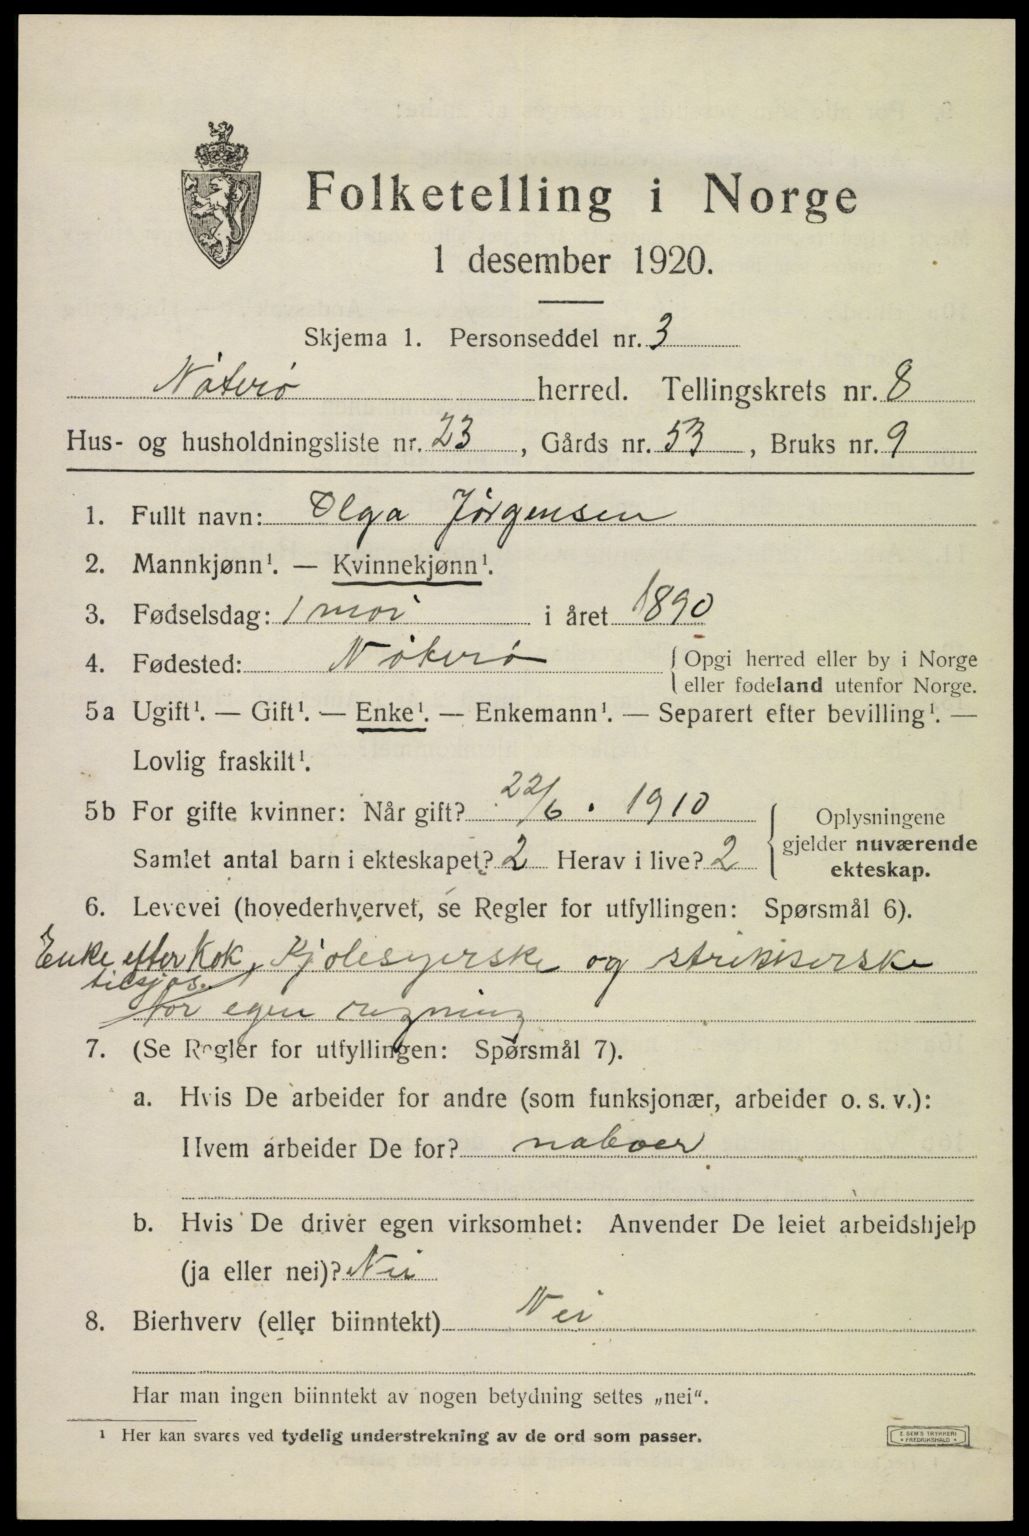 Folketelling i Norge
1 desember 1920.
Skjema 1. Personseddel nr. 3
Nøterø herred. Tellingskrets nr. 8
Hus- og husholdningsliste nr. 23, Gårds nr. 53, Bruks nr. 9
1. Fullt navn: Olga Jørgensen
2. Mannkjønn¹. — Kvinnekjønn¹.
3. Fødselsdag: 1 mai i året 1890
4. Fødested: Nøterø { Opgi herred eller by i Norge
eller fødeland utenfor Norge.
5a Ugift¹. — Gift¹. — Enke¹. — Enkemann¹. — Separert efter bevilling¹. —
Lovlig fraskilt¹.
5b For gifte kvinner: Når gift? 22/6. 1910
Samlet antal barn i ekteskapet? 2 Herav i live? 2
{ Oplysningene
gjelder nuværende
ekteskap.
6. Levevei (hovederhvervet, se Regler for utfyllingen: Spørsmål 6).
Enke efter Kok, Kjolesyerske og strikkerske
tilsjøs.
for egen regning
7. (Se Regler for utfyllingen: Spørsmål 7).
a. Hvis De arbeider for andre (som funksjonær, arbeider o. s. v.):
Hvem arbeider De for? naboer
b. Hvis De driver egen virksomhet: Anvender De leiet arbeidshjelp
(ja eller nei)? Nei
8. Bierhverv (eller biinntekt) Nei
Har man ingen biinntekt av nogen betydning settes „nei“.
¹ Her kan svares ved tydelig understrekning av de ord som passer.
E. SEM'S TRYKKERI
• FREDRIKSHALD •